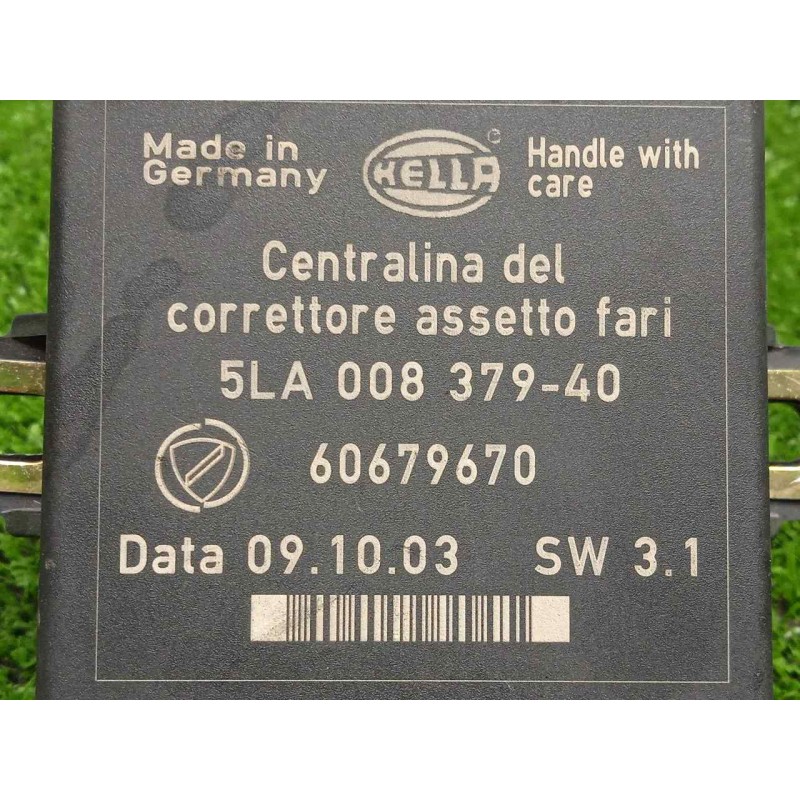 Made in
Germany
HELLA
©
Handle with
care
Centralina del
correttore assetto fari
5LA 008 379-40
60679670
Data 09.10.03 SW 3.1